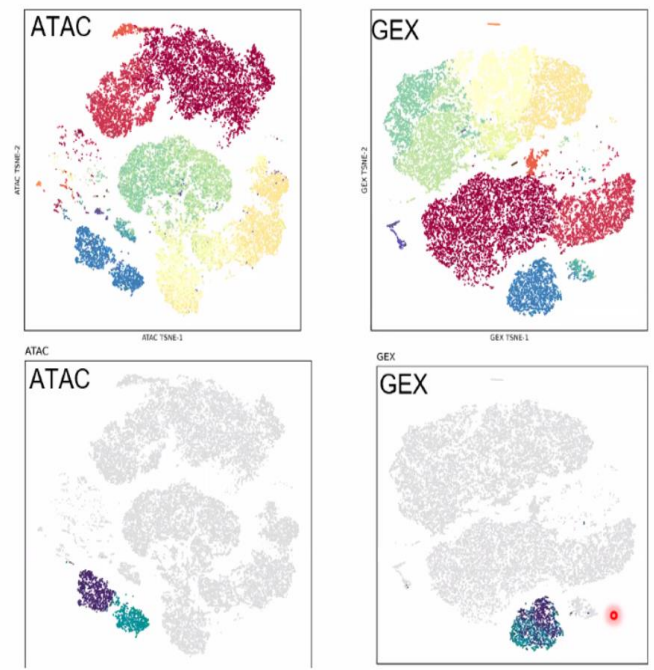 ATAC
GEX
ATAC TSNE-2
GEX TSNE-2
ATAC TSNE-1
GEX TSNE-1
ATAC
GEX
ATAC
GEX